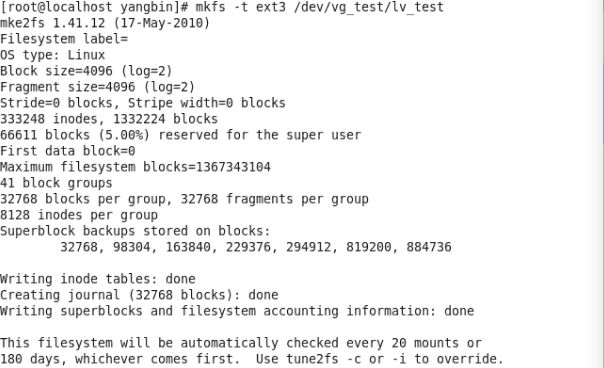 [root@localhost yangbin]# mkfs -t ext3 /dev/vg_test/lv_test
mke2fs 1.41.12 (17-May-2010)
Filesystem label=
OS type: Linux
Block size=4096 (log=2)
Fragment size=4096 (log=2)
Stride=0 blocks, Stripe width=0 blocks
333248 inodes, 1332224 blocks
66611 blocks (5.00%) reserved for the super user
First data block=0
Maximum filesystem blocks=1367343104
41 block groups
32768 blocks per group, 32768 fragments per group
8128 inodes per group
Superblock backups stored on blocks:
32768, 98304, 163840, 229376, 294912, 819200, 884736
Writing inode tables: done
Creating journal (32768 blocks): done
Writing superblocks and filesystem accounting information: done
This filesystem will be automatically checked every 20 mounts or
180 days, whichever comes first.  Use tune2fs -c or -i to override.